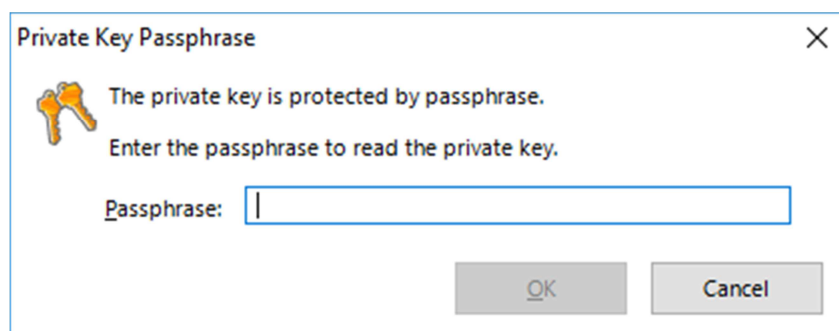 Private Key Passphrase
The private key is protected by passphrase.
Enter the passphrase to read the private key.
Passphrase:
OK
Cancel